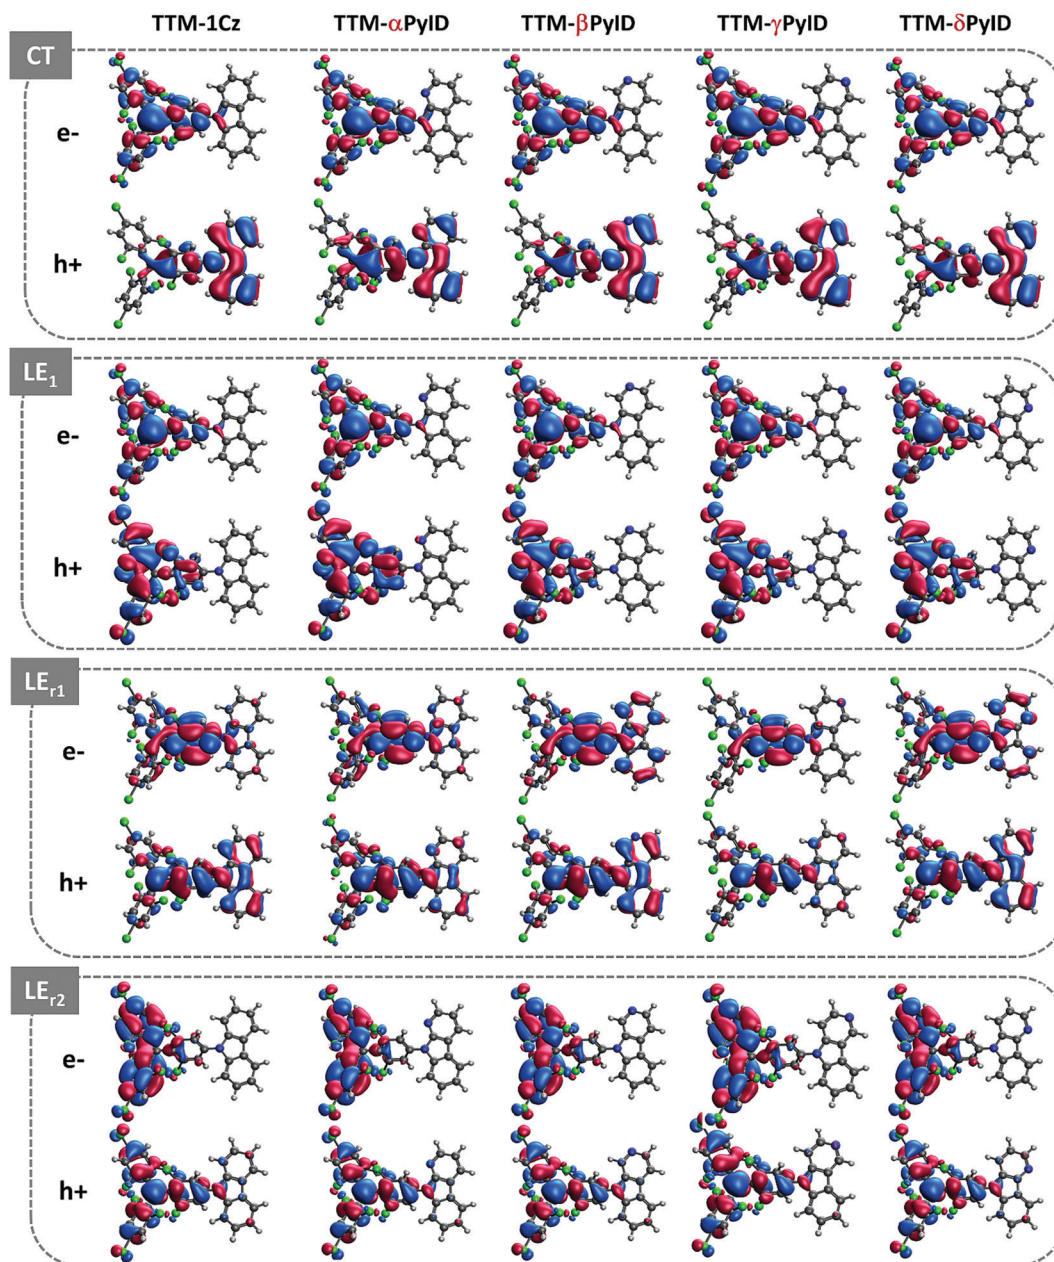 TTM-1Cz TTM-αPyID TTM-βPyID TTM-γPyID TTM-δPyID
CT
e-
h+
LE₁
e-
h+
LEᵣ₁
e-
h+
LEᵣ₂
e-
h+